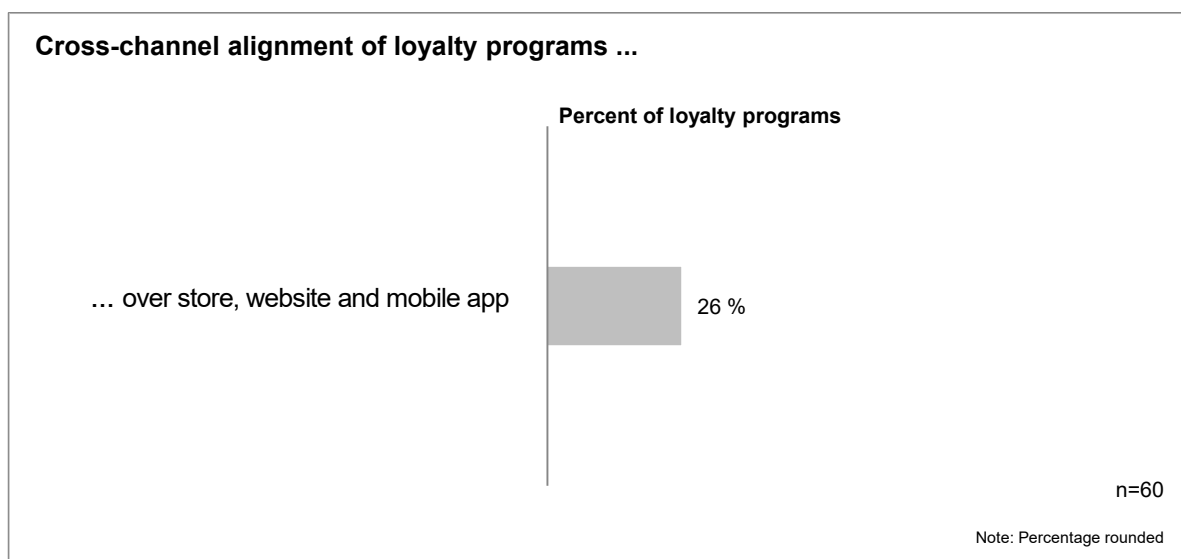 Cross-channel alignment of loyalty programs ...
Percent of loyalty programs
... over store, website and mobile app
26 %
n=60
Note: Percentage rounded